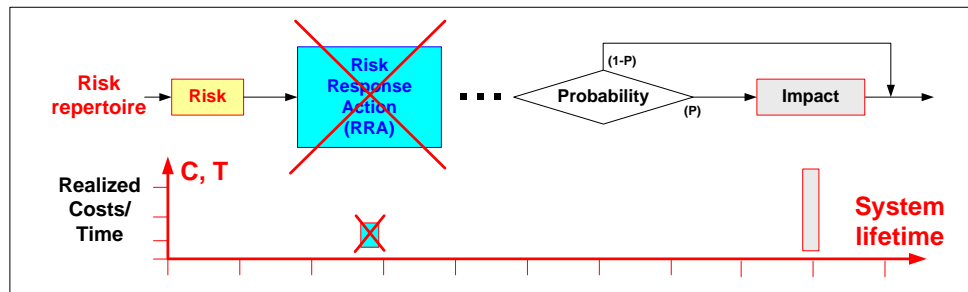 Risk
repertoire
Risk
Risk
Response
Action
(RRA)
Probability
(1-P)
(P)
Impact
C, T
Realized
Costs/
Time
System
lifetime